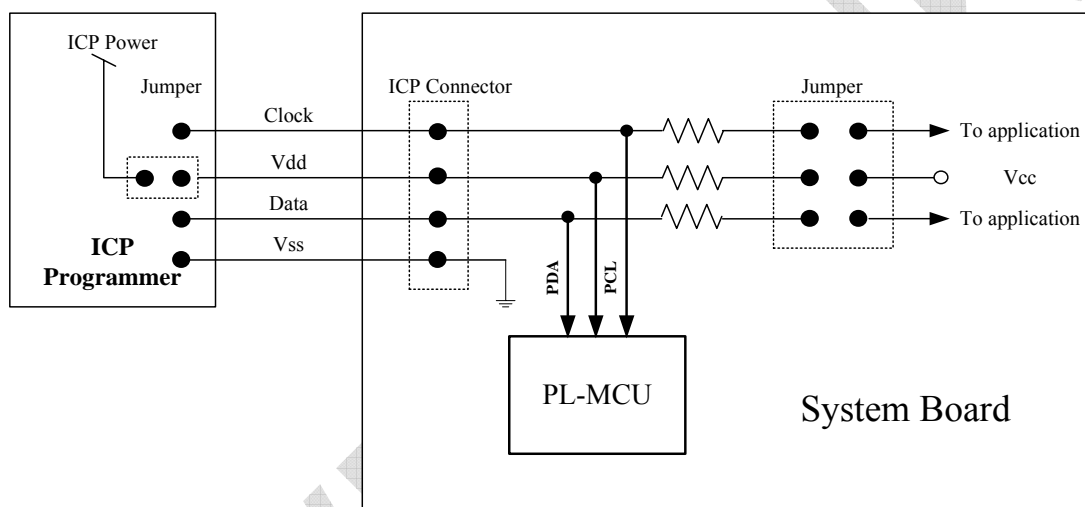 ICP Power
Jumper
ICP Connector
Jumper
Clock
To application
Vdd
Vcc
Data
To application
Vss
ICP
Programmer
PDA
PCL
PL-MCU
System Board